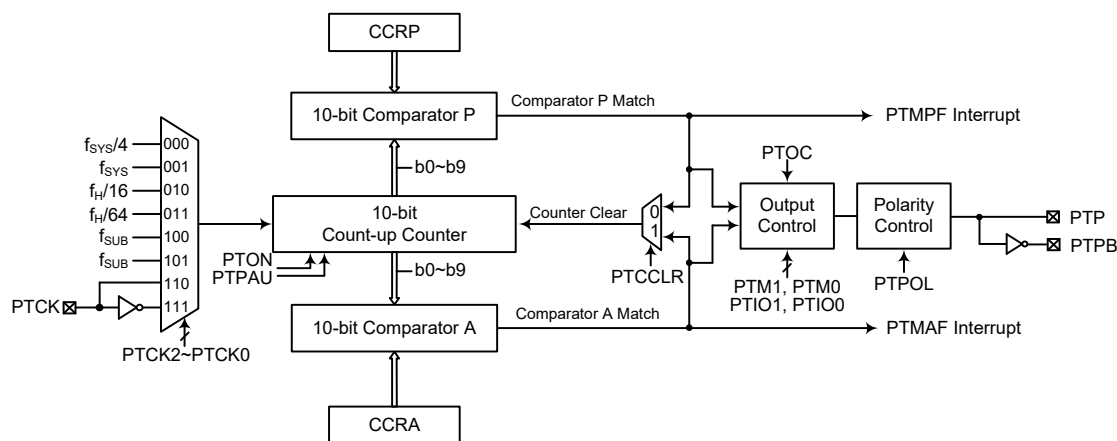 CCRP
10-bit Comparator P
Comparator P Match
PTMPF Interrupt
b0~b9
PTOC
fSYS/4
000
fSYS
001
fH/16
010
fH/64
011
fSUB
100
fSUB
101
110
PTCK
111
PTCK2~PTCK0
10-bit
Count-up Counter
PTON
PTPAU
Counter Clear
0
1
PTCCLR
Output
Control
Polarity
Control
PTP
PTPB
PTM1, PTM0
PTIO1, PTIO0
PTPOL
b0~b9
10-bit Comparator A
Comparator A Match
PTMAF Interrupt
CCRA